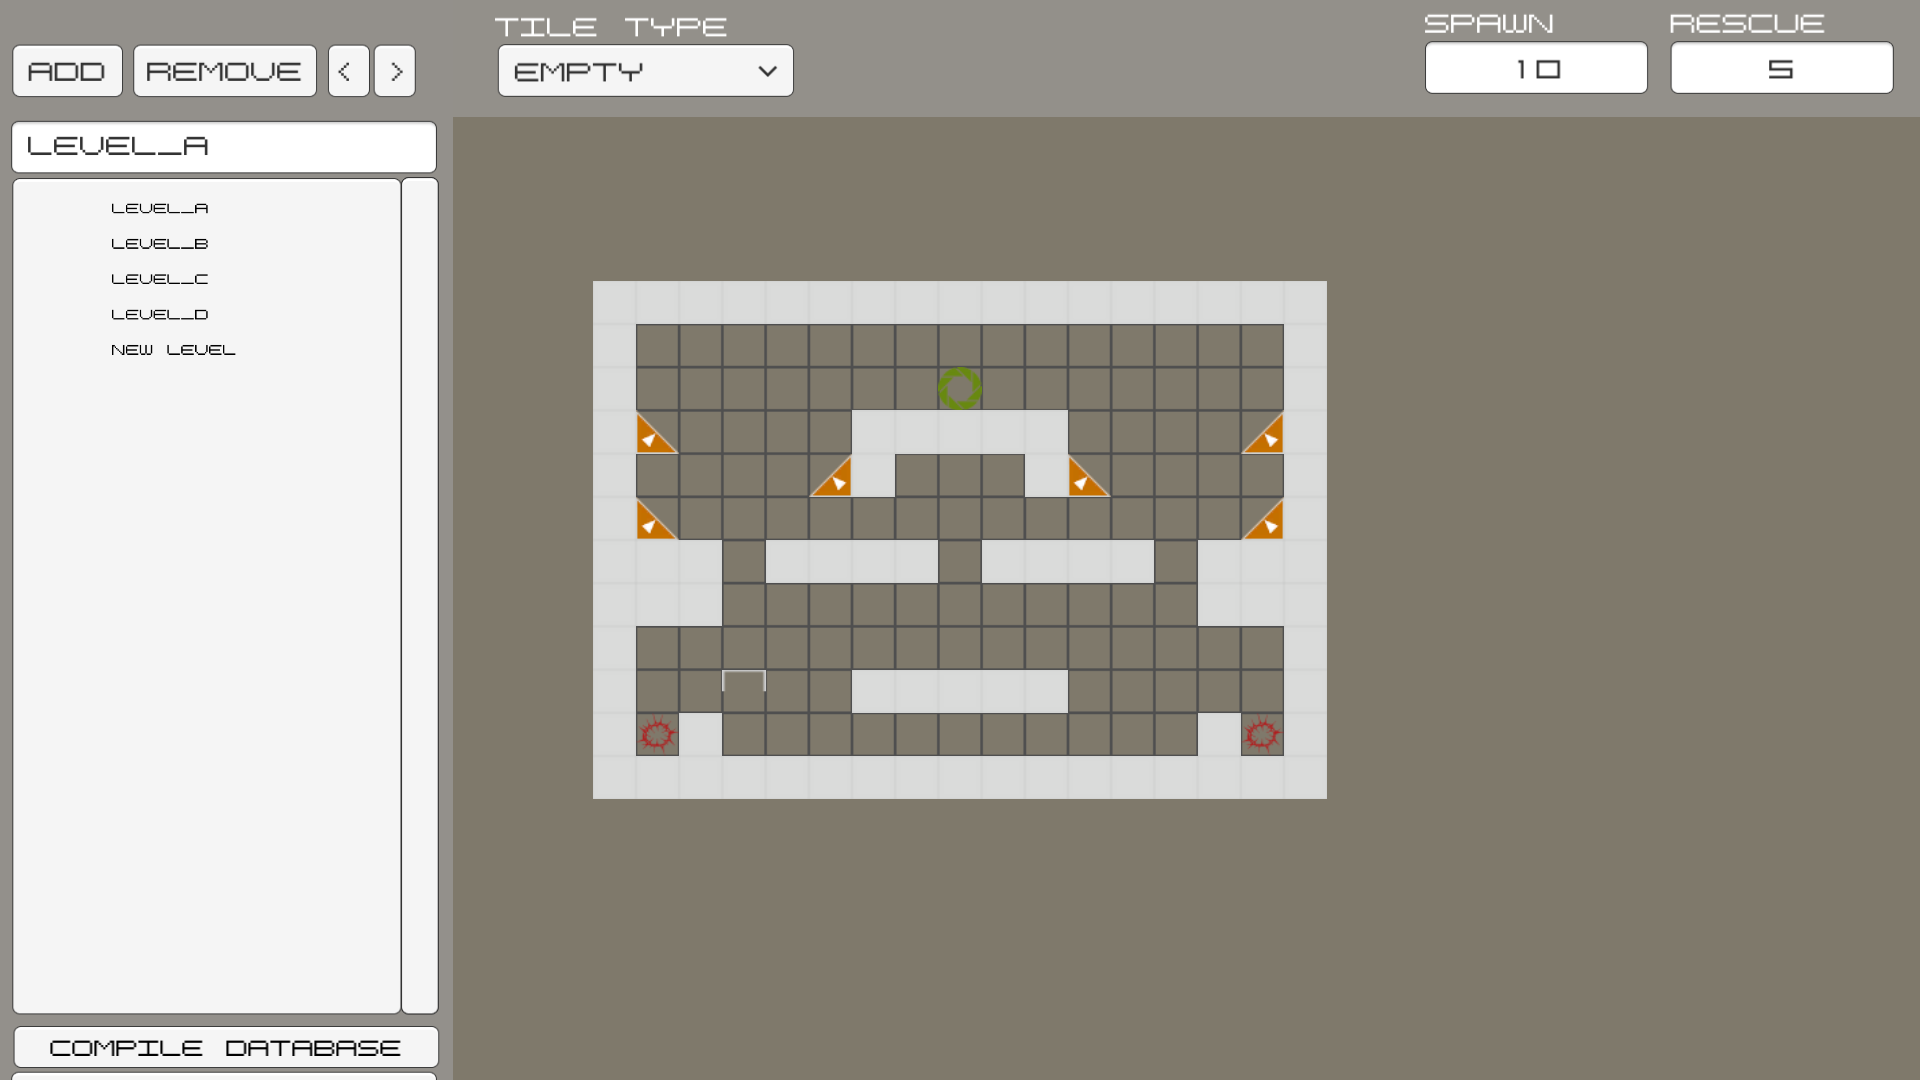 TILE TYPE
SPAWN
RESCUE
ADD
REMOVE
<
>
EMPTY
10
5
LEVEL_A
LEVEL_A
LEVEL_B
LEVEL_C
LEVEL_D
NEW LEVEL
COMPILE DATABASE